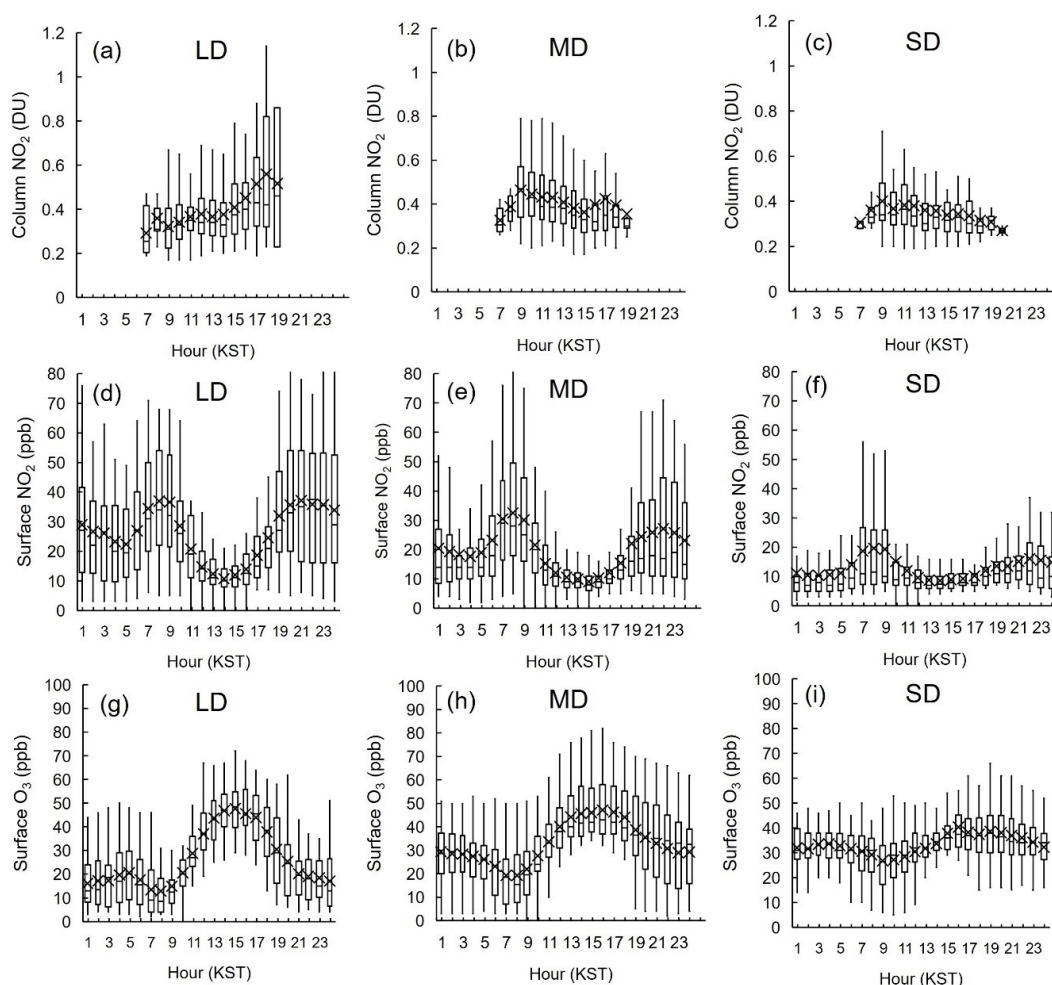 (a) LD
1.2
1
0.8
0.6
0.4
0.2
0
Column NO₂ (DU)
1 3 5 7 9 11 13 15 17 19 21 23
Hour (KST)
(b) MD
1.2
1
0.8
0.6
0.4
0.2
0
Column NO₂ (DU)
1 3 5 7 9 11 13 15 17 19 21 23
Hour (KST)
(c) SD
1.2
1
0.8
0.6
0.4
0.2
0
Column NO₂ (DU)
1 3 5 7 9 11 13 15 17 19 21 23
Hour (KST)
(d) LD
80
70
60
50
40
30
20
10
0
Surface NO₂ (ppb)
1 3 5 7 9 11 13 15 17 19 21 23
Hour (KST)
(e) MD
80
70
60
50
40
30
20
10
0
Surface NO₂ (ppb)
1 3 5 7 9 11 13 15 17 19 21 23
Hour (KST)
(f) SD
80
70
60
50
40
30
20
10
0
Surface NO₂ (ppb)
1 3 5 7 9 11 13 15 17 19 21 23
Hour (KST)
(g) LD
100
90
80
70
60
50
40
30
20
10
0
Surface O₃ (ppb)
1 3 5 7 9 11 13 15 17 19 21 23
Hour (KST)
(h) MD
100
90
80
70
60
50
40
30
20
10
0
Surface O₃ (ppb)
1 3 5 7 9 11 13 15 17 19 21 23
Hour (KST)
(i) SD
100
90
80
70
60
50
40
30
20
10
0
Surface O₃ (ppb)
1 3 5 7 9 11 13 15 17 19 21 23
Hour (KST)